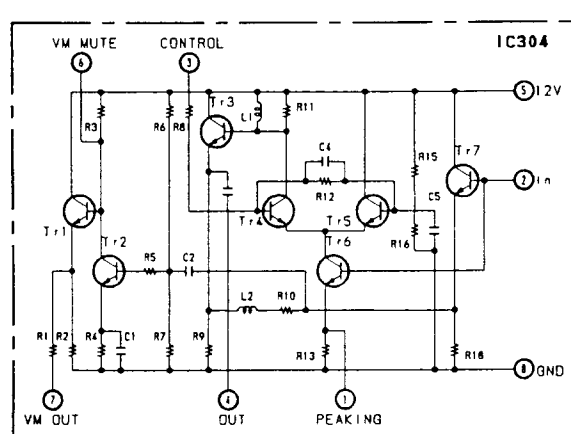 VM MUTE CONTROL IC304
6 3
5 12V
Tr3
R3 R6 R8 L1 R11
C4 R15 Tr7
R12 2 In
Tr4 Tr5 C5
Tr1 R16
Tr2 Tr6
R5 C2
L2 R10
R1 R2 R4 C1 R7 R9 R13 R18
8 GND
7 4 1
VM OUT OUT PEAKING